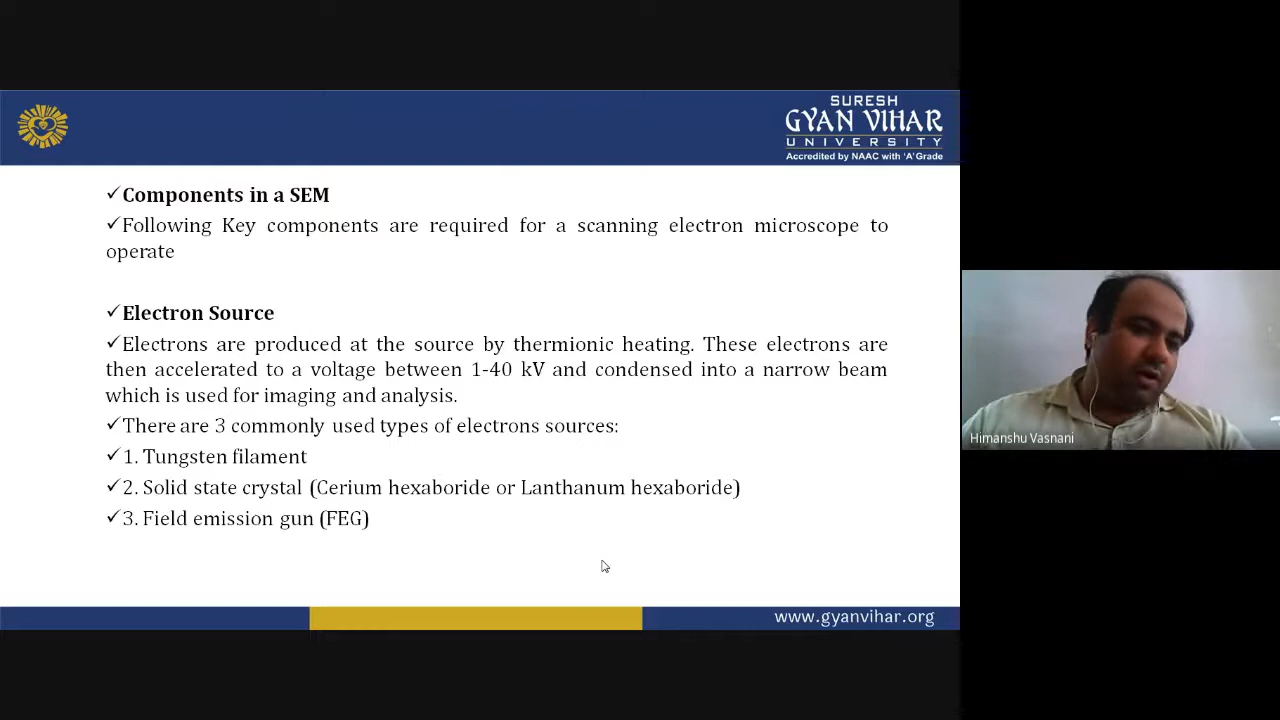 SURESH
GYAN VIHAR
UNIVERSITY
Accredited by NAAC with 'A' Grade
✓Components in a SEM
✓Following Key components are required for a scanning electron microscope to
operate
✓Electron Source
✓Electrons are produced at the source by thermionic heating. These electrons are
then accelerated to a voltage between 1-40 kV and condensed into a narrow beam
which is used for imaging and analysis.
✓There are 3 commonly used types of electrons sources:
✓1. Tungsten filament
✓2. Solid state crystal (Cerium hexaboride or Lanthanum hexaboride)
✓3. Field emission gun (FEG)
Himanshu Vasnani
www.gyanvihar.org